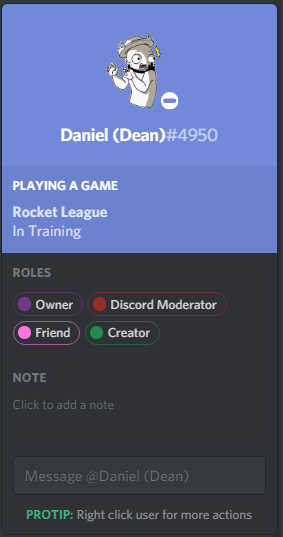 Daniel (Dean)#4950
PLAYING A GAME
Rocket League
In Training
ROLES
Owner
Discord Moderator
Friend
Creator
NOTE
Click to add a note
Message @Daniel (Dean)
PROTIP: Right click user for more actions